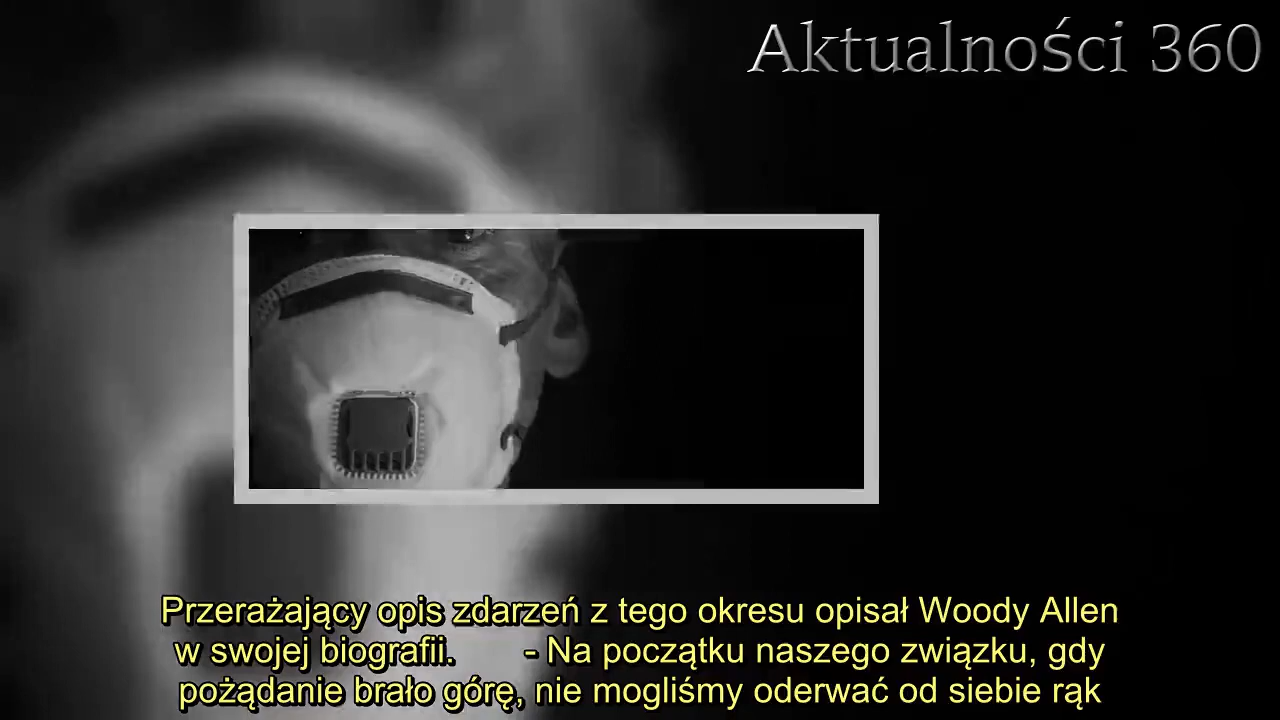 Aktualności 360
Przerażający opis zdarzeń z tego okresu opisał Woody Allen
w swojej biografii. - Na początku naszego związku, gdy
pożądanie brało górę, nie mogliśmy oderwać od siebie rąk